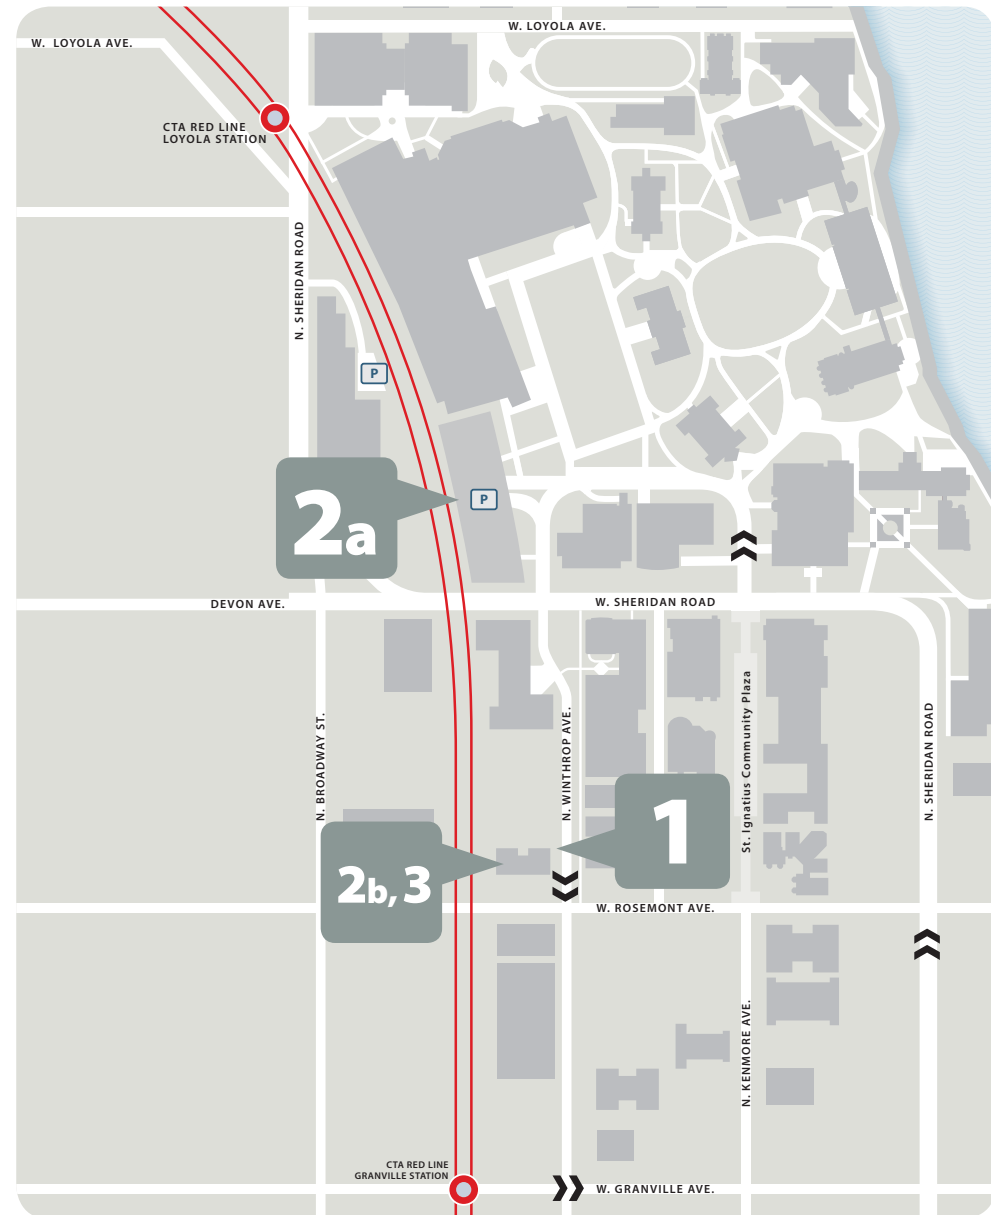 W. LOYOLA AVE.
W. LOYOLA AVE.
CTA RED LINE
LOYOLA STATION
N. SHERIDAN ROAD
P
2a
P
DEVON AVE.
W. SHERIDAN ROAD
N. BROADWAY ST.
N. WINTHROP AVE.
St. Ignatius Community Plaza
N. SHERIDAN ROAD
1
2b, 3
W. ROSEMONT AVE.
N. KENMORE AVE.
CTA RED LINE
GRANVILLE STATION
W. GRANVILLE AVE.